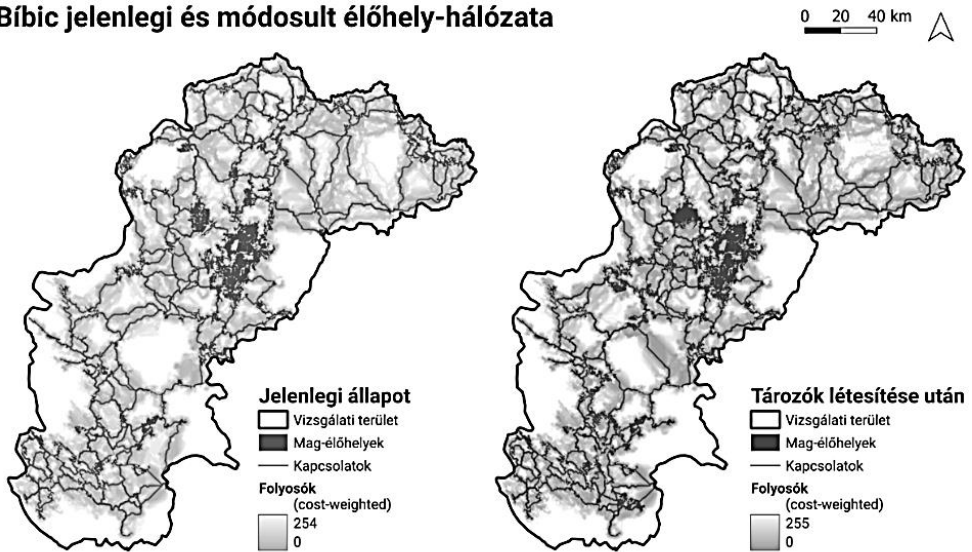 Bíbic jelenlegi és módosult élőhely-hálózata
0 20 40 km
Jelenlegi állapot
Vizsgálati terület
Mag-élőhelyek
Kapcsolatok
Folyosók
(cost-weighted)
254
0
Tározók létesítése után
Vizsgálati terület
Mag-élőhelyek
Kapcsolatok
Folyosók
(cost-weighted)
255
0